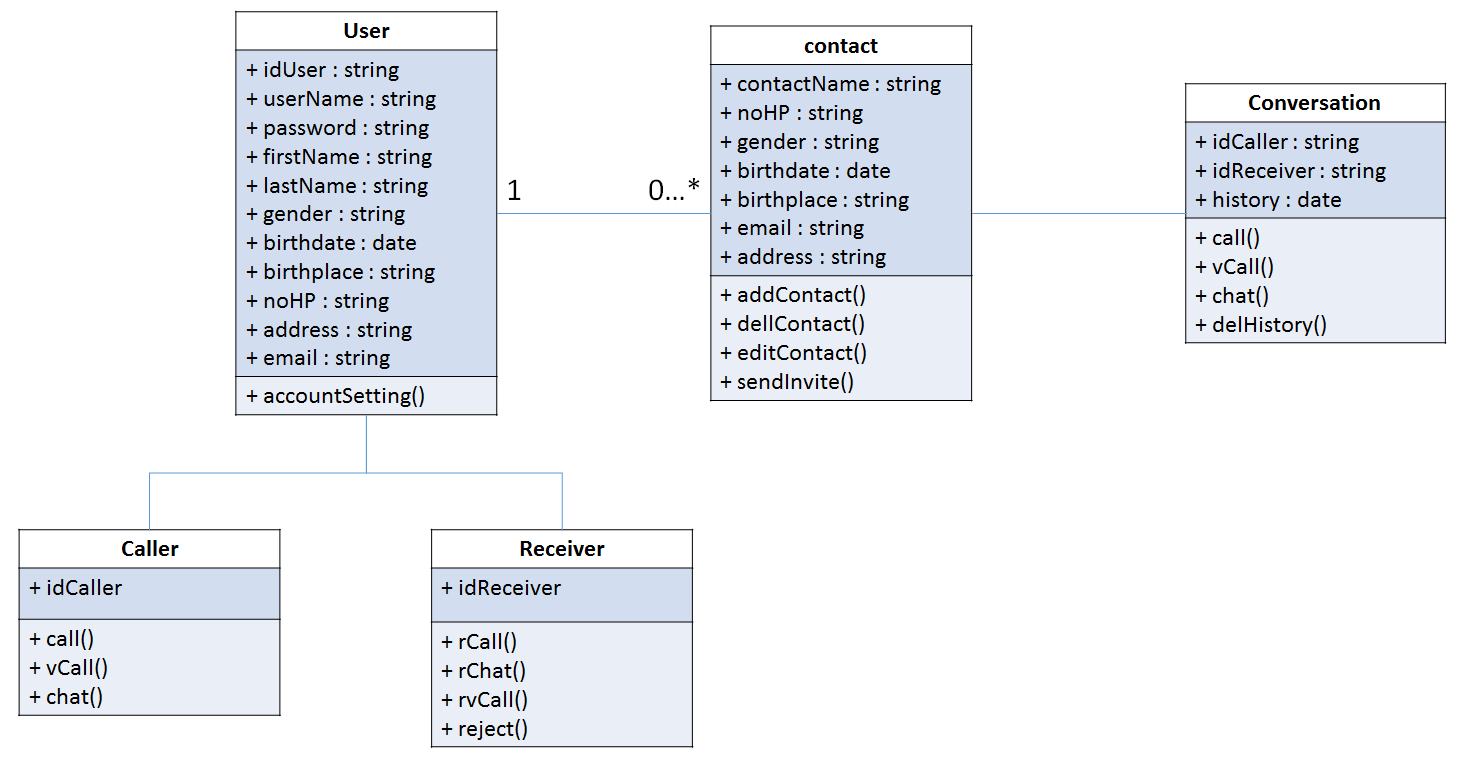 User
+ idUser : string
+ userName : string
+ password : string
+ firstName : string
+ lastName : string
+ gender : string
+ birthdate : date
+ birthplace : string
+ noHP : string
+ address : string
+ email : string
+ accountSetting()
1
0...*
contact
+ contactName : string
+ noHP : string
+ gender : string
+ birthdate : date
+ birthplace : string
+ email : string
+ address : string
+ addContact()
+ dellContact()
+ editContact()
+ sendInvite()
Conversation
+ idCaller : string
+ idReceiver : string
+ history : date
+ call()
+ vCall()
+ chat()
+ delHistory()
Caller
+ idCaller
+ call()
+ vCall()
+ chat()
Receiver
+ idReceiver
+ rCall()
+ rChat()
+ rvCall()
+ reject()